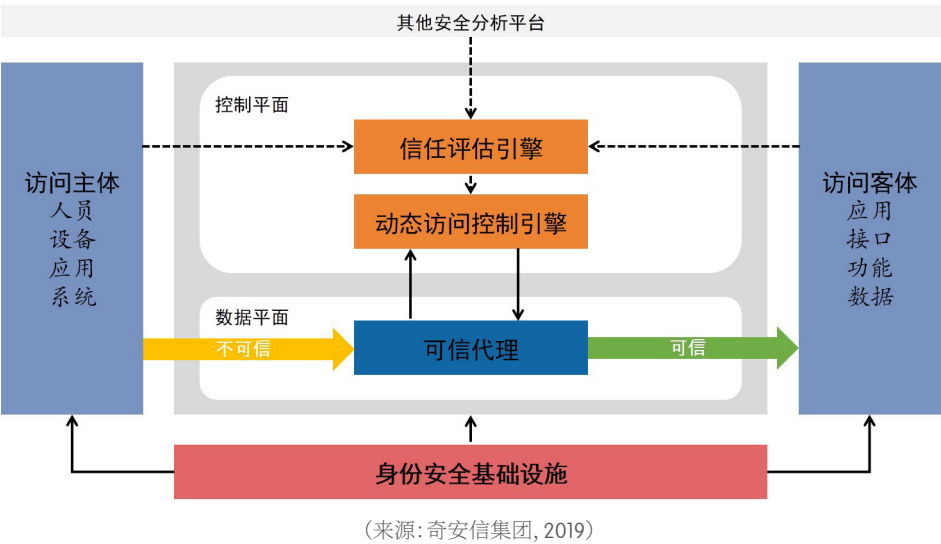 其他安全分析平台
控制平面
信任评估引擎
动态访问控制引擎
访问主体
人员
设备
应用
系统
访问客体
应用
接口
功能
数据
数据平面
不可信
可信代理
可信
身份安全基础设施
（来源:奇安信集团, 2019）